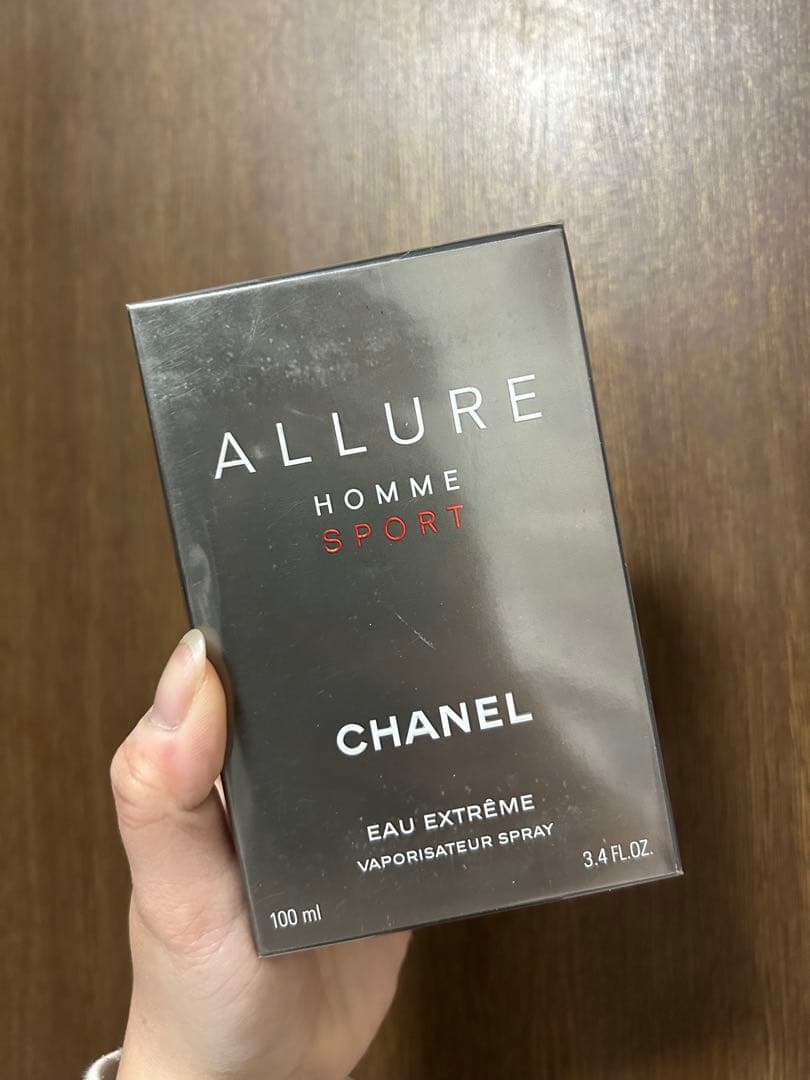 ALLURE
HOMME
SPORT
CHANEL
EAU EXTRÊME
VAPORISATEUR SPRAY
100 ml
3.4 FL.OZ.